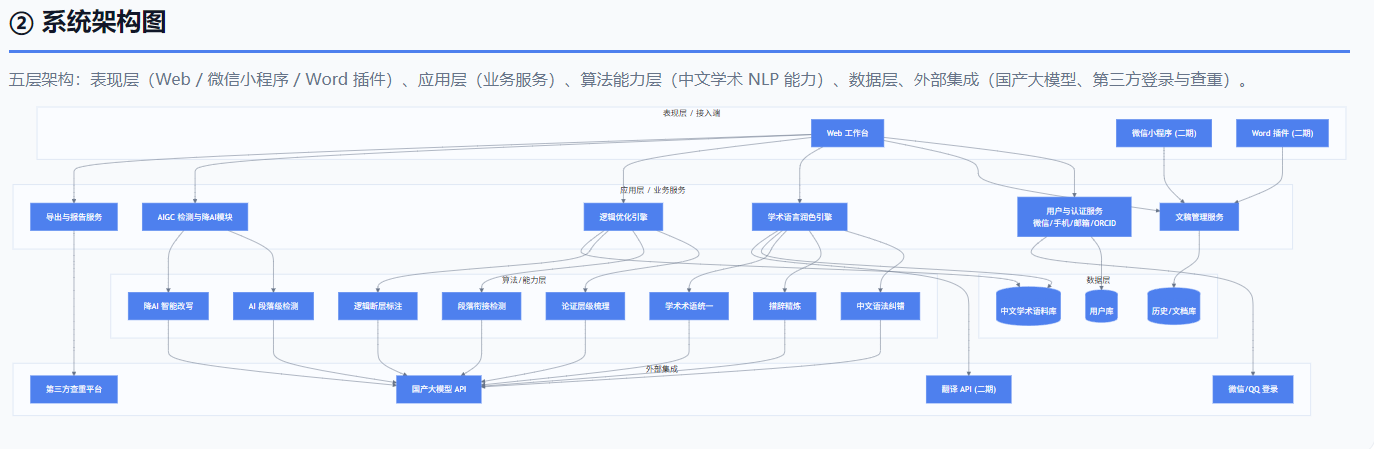 ② 系统架构图
五层架构：表现层（Web / 微信小程序 / Word 插件）、应用层（业务服务）、算法能力层（中文学术 NLP 能力）、数据层、外部集成（国产大模型、第三方登录与查重）。
表现层 / 接入端
Web 工作台
微信小程序 (二期)
Word 插件 (二期)
应用层 / 业务服务
导出与报告服务
AIGC 检测与降AI模块
逻辑优化引擎
学术语言润色引擎
用户与认证服务
微信/手机/邮箱/ORCID
文稿管理服务
算法/能力层
数据层
降AI 智能改写
AI 段落级检测
逻辑断层标注
段落衔接检测
论证层级梳理
学术术语统一
措辞精炼
中文语法纠错
中文学术语料库
用户库
历史/文档库
外部集成
第三方查重平台
国产大模型 API
翻译 API (二期)
微信/QQ 登录